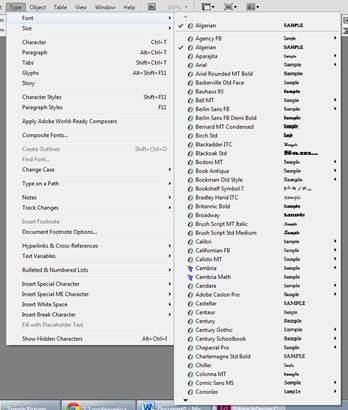 Type Object Table View Window Help
Font
Size
Character Ctrl+T
Paragraph Alt+Ctrl+T
Tabs Shift+Ctrl+T
Glyphs Alt+Shift+F11
Story
Character Styles Shift+F11
Paragraph Styles F11
Apply Adobe World-Ready Composers
Composite Fonts...
Create Outlines Shift+Ctrl+O
Find Font...
Change Case
Type on a Path
Notes
Track Changes
Insert Footnote
Document Footnote Options...
Hyperlinks & Cross-References
Text Variables
Bulleted & Numbered Lists
Insert Special Character
Insert Special ME Character
Insert White Space
Insert Break Character
Fill with Placeholder Text
Show Hidden Characters Alt+Ctrl+I
Algerian SAMPLE
Agency FB Sample
Algerian SAMPLE
Aparajita Sample
Arial Sample
Arial Rounded MT Bold Sample
Baskerville Old Face Sample
Bauhaus 93 Sample
Bell MT Sample
Berlin Sans FB Sample
Berlin Sans FB Demi Bold Sample
Bernard MT Condensed Sample
Birch Std Sample
Blackadder ITC Sample
Blackoak Std Sa...
Bodoni MT Sample
Book Antiqua Sample
Bookman Old Style Sample
Bookshelf Symbol 7
Bradley Hand ITC Sample
Britannic Bold Sample
Broadway Sample
Brush Script MT Italic Sample
Brush Script Std Medium Sample
Calibri Sample
Californian FB Sample
Calisto MT Sample
Cambria Sample
Cambria Math Sample
Candara Sample
Adobe Caslon Pro Sample
Castellar SAMPLE
Centaur Sample
Century Sample
Century Gothic Sample
Century Schoolbook Sample
Chaparral Pro Sample
Charlemagne Std Bold SAMPLE
Chiller Sample
Colonna MT Sample
Comic Sans MS Sample
Consolas Sample